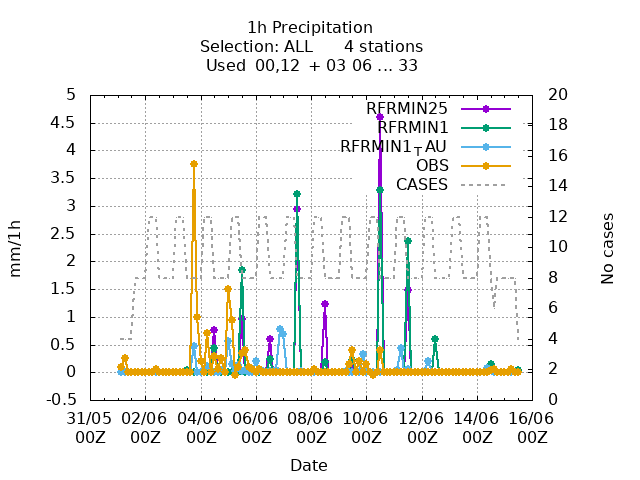 1h Precipitation
Selection: ALL 4 stations
Used 00,12 + 03 06 ... 33
5
4.5
4
3.5
3
2.5
2
1.5
1
0.5
0
-0.5
mm/1h
RFRMIN25
RFRMIN1
RFRMIN1_TAU
OBS
CASES
20
18
16
14
12
10
8
6
4
2
0
No cases
31/05 02/06 04/06 06/06 08/06 10/06 12/06 14/06 16/06
00Z 00Z 00Z 00Z 00Z 00Z 00Z 00Z 00Z
Date